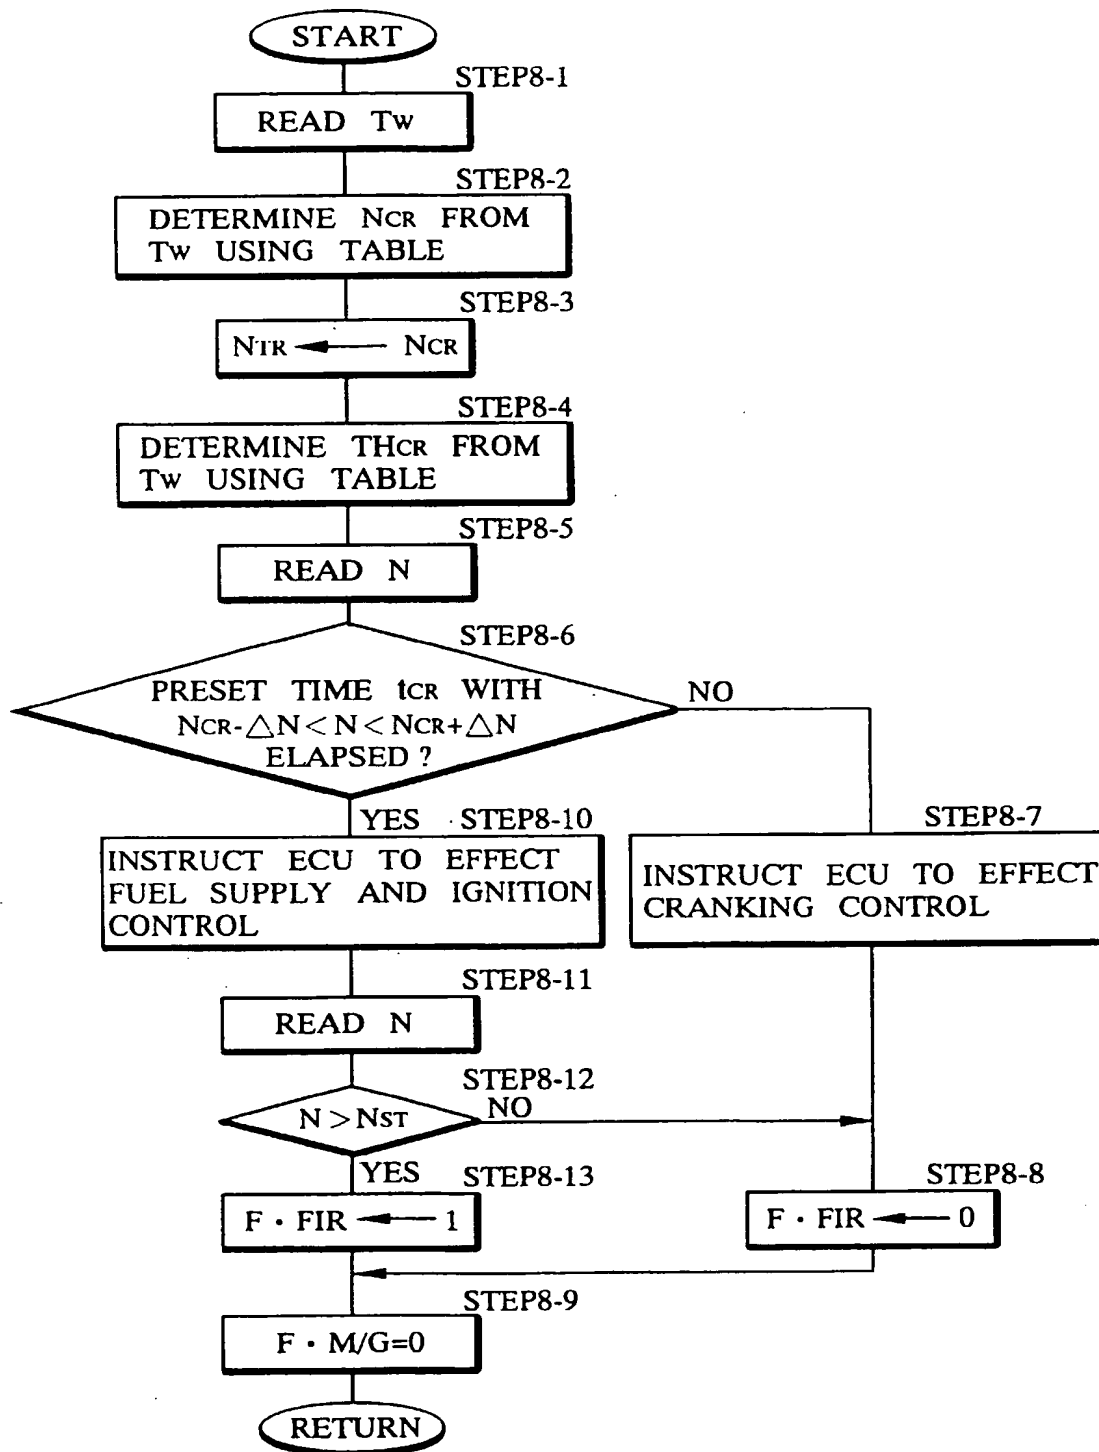 START
STEP8-1
READ TW
STEP8-2
DETERMINE NCR FROM
TW USING TABLE
STEP8-3
NTR ← NCR
STEP8-4
DETERMINE THCR FROM
TW USING TABLE
STEP8-5
READ N
STEP8-6
PRESET TIME tCR WITH
NCR-△N<N<NCR+△N
ELAPSED?
NO
YES
STEP8-10
INSTRUCT ECU TO EFFECT
FUEL SUPPLY AND IGNITION
CONTROL
STEP8-7
INSTRUCT ECU TO EFFECT
CRANKING CONTROL
STEP8-11
READ N
STEP8-12
N > NST
NO
YES
STEP8-13
F・FIR ← 1
STEP8-8
F・FIR ← 0
STEP8-9
F・M/G=0
RETURN